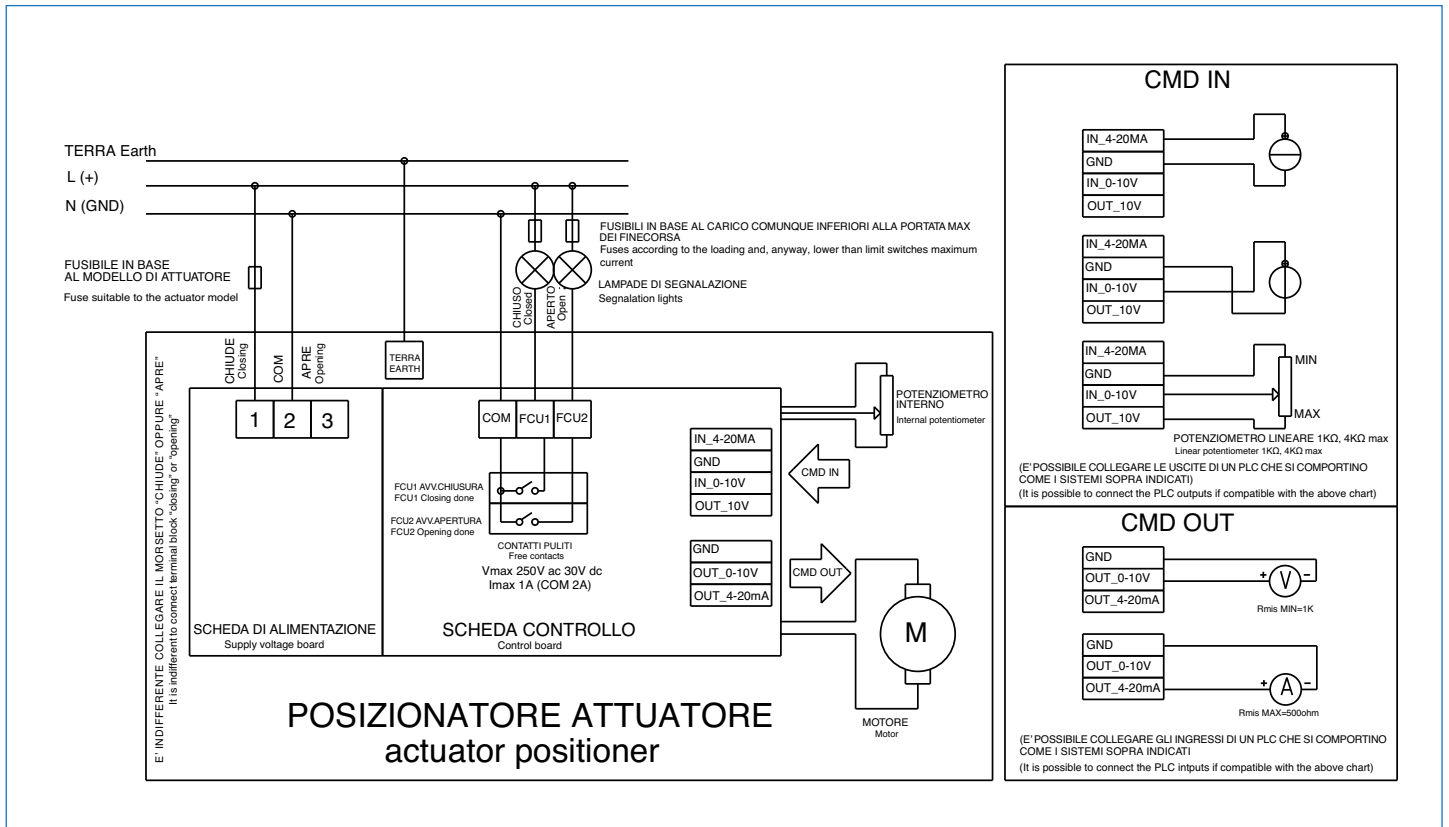 TERRA Earth
L (+)
N (GND)
FUSIBILE IN BASE
AL MODELLO DI ATTUATORE
Fuse suitable to the actuator model
FUSIBILI IN BASE AL CARICO COMUNQUE INFERIORI ALLA PORTATA MAX
DEI FINECORSA
Fuses according to the loading and, anyway, lower than limit switches maximum
current
LAMPADE DI SEGNALAZIONE
Segnalation lights
CHIUSO
Closed
APERTO
Open
E' INDIFFERENTE COLLEGARE IL MORSETTO "CHIUDE" OPPURE "APRE"
It is indifferent to connect terminal block "closing" or "opening"
CHIUDE
Closing
COM
APRE
Opening
TERRA
EARTH
1 2 3
COM FCU1 FCU2
FCU1 AVV.CHIUSURA
FCU1 Closing done
FCU2 AVV.APERTURA
FCU2 Opening done
CONTATTI PULITI
Free contacts
Vmax 250V ac 30V dc
Imax 1A (COM 2A)
POTENZIOMETRO
INTERNO
Internal potentiometer
IN_4-20MA
GND
IN_0-10V
OUT_10V
CMD IN
GND
OUT_0-10V
OUT_4-20mA
CMD OUT
M
MOTORE
Motor
SCHEDA DI ALIMENTAZIONE
Supply voltage board
SCHEDA CONTROLLO
Control board
POSIZIONATORE ATTUATORE
actuator positioner
CMD IN
IN_4-20MA
GND
IN_0-10V
OUT_10V
IN_4-20MA
GND
IN_0-10V
OUT_10V
IN_4-20MA
GND
IN_0-10V
OUT_10V
MIN
MAX
POTENZIOMETRO LINEARE 1KΩ, 4KΩ max
Linear potentiometer 1KΩ, 4KΩ max
(E' POSSIBILE COLLEGARE LE USCITE DI UN PLC CHE SI COMPORTINO
COME I SISTEMI SOPRA INDICATI)
(It is possible to connect the PLC outputs if compatible with the above chart)
CMD OUT
GND
OUT_0-10V
OUT_4-20mA
+ V -
Rmis MIN=1K
GND
OUT_0-10V
OUT_4-20mA
+ A -
Rmis MAX=500ohm
(E' POSSIBILE COLLEGARE GLI INGRESSI DI UN PLC CHE SI COMPORTINO
COME I SISTEMI SOPRA INDICATI
(It is possible to connect the PLC intputs if compatible with the above chart)